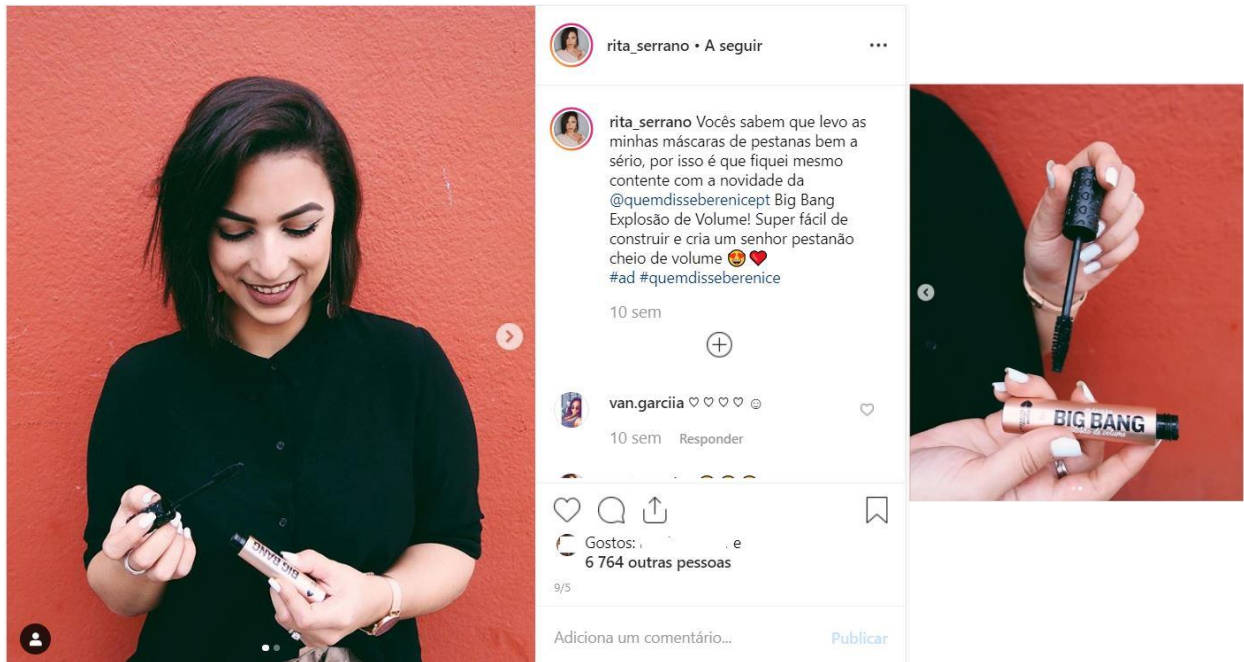 BIG BANG
rita_serrano • A seguir
rita_serrano Vocês sabem que levo as
minhas máscaras de pestanas bem a
sério, por isso é que fiquei mesmo
contente com a novidade da
@quemdisseberenicept Big Bang
Explosão de Volume! Super fácil de
construir e cria um senhor pestanão
cheio de volume 😍❤️
#ad #quemdisseberenice
10 sem
van.garciia ♡ ♡ ♡ ♡ ☺
10 sem Responder
Gostos: e
6 764 outras pessoas
9/5
Adiciona um comentário...
Publicar
BIG BANG